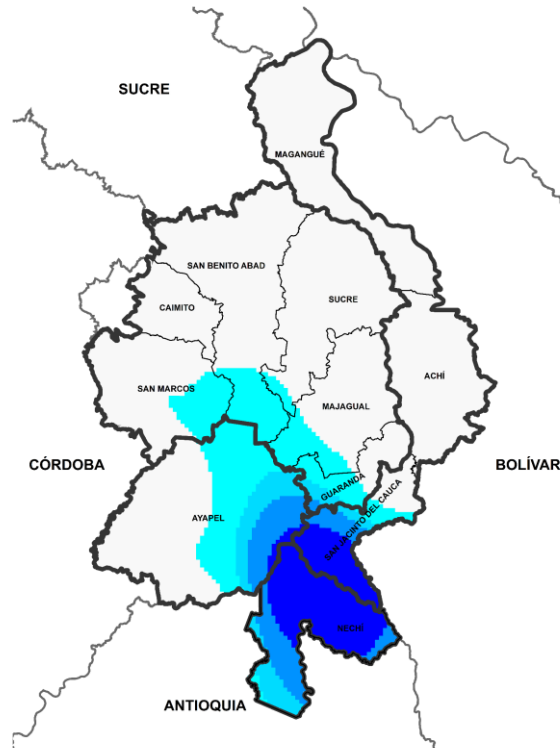 SUCRE
MAGANGUÉ
SAN BENITO ABAD
SUCRE
CAIMITO
ACHÍ
SAN MARCOS
MAJAGUAL
CÓRDOBA
BOLÍVAR
GUARANDA
AYAPEL
SAN JACINTO DEL CAUCA
NECHÍ
ANTIOQUIA